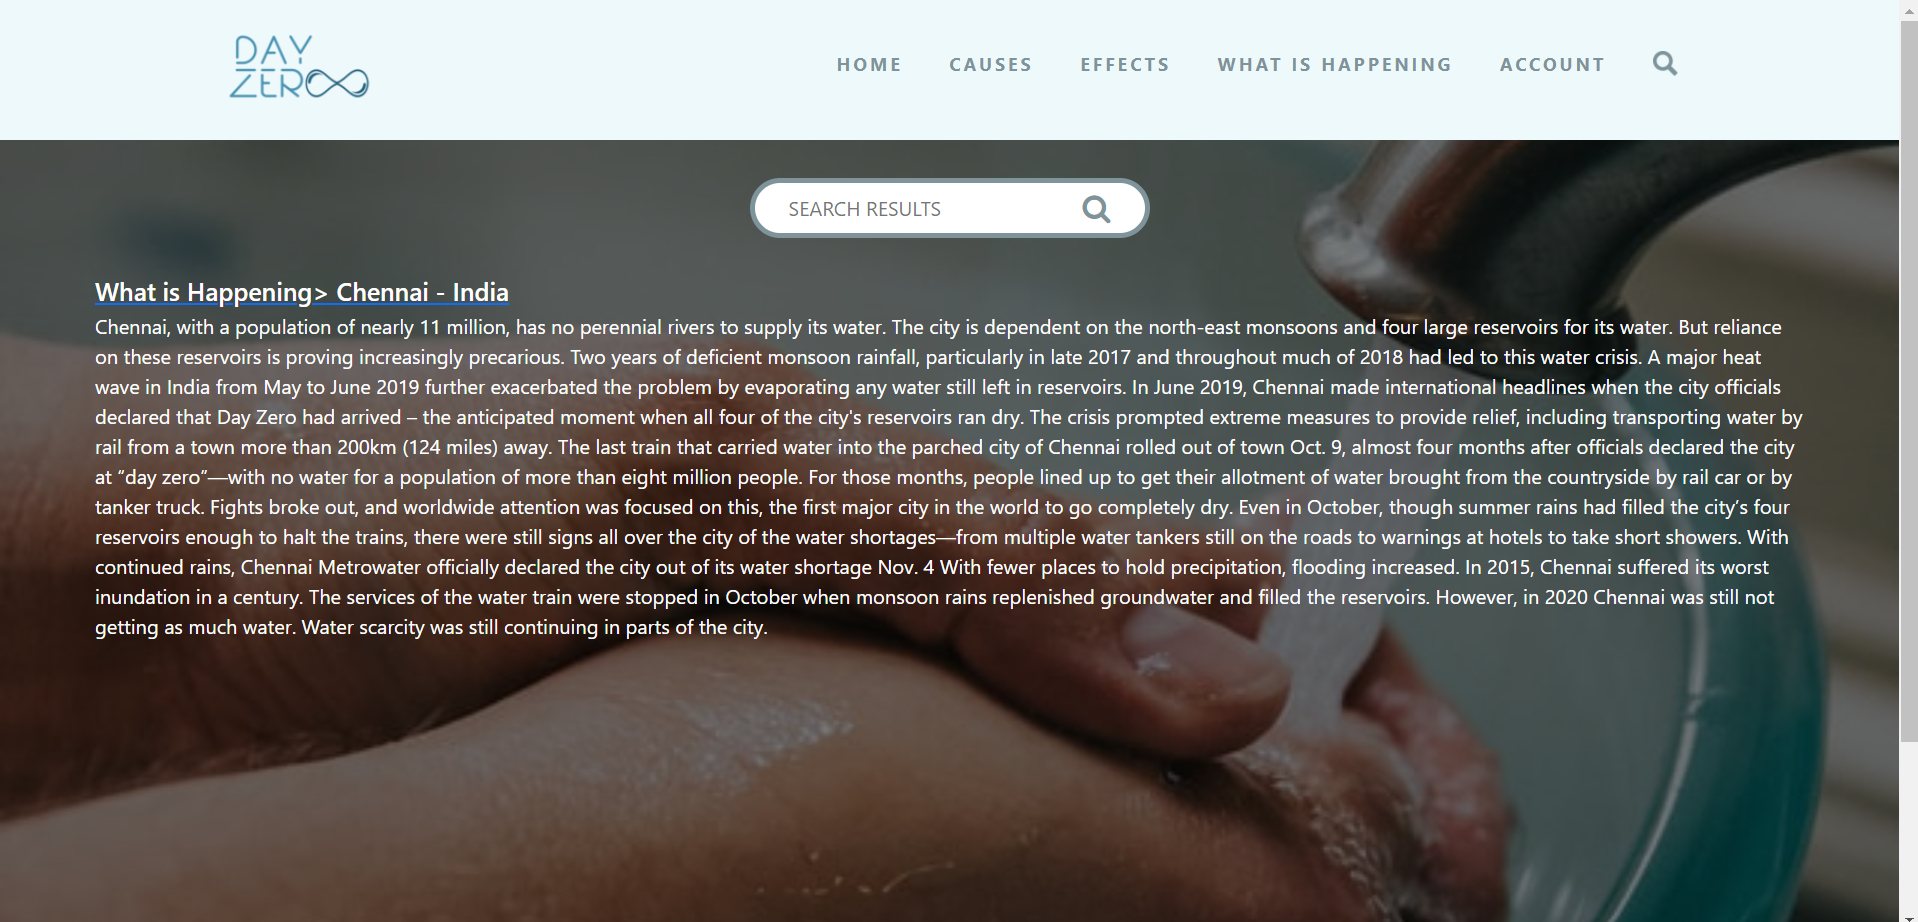 DAY
ZERO
HOME CAUSES EFFECTS WHAT IS HAPPENING ACCOUNT
SEARCH RESULTS
What is Happening> Chennai - India
Chennai, with a population of nearly 11 million, has no perennial rivers to supply its water. The city is dependent on the north-east monsoons and four large reservoirs for its water. But reliance
on these reservoirs is proving increasingly precarious. Two years of deficient monsoon rainfall, particularly in late 2017 and throughout much of 2018 had led to this water crisis. A major heat
wave in India from May to June 2019 further exacerbated the problem by evaporating any water still left in reservoirs. In June 2019, Chennai made international headlines when the city officials
declared that Day Zero had arrived – the anticipated moment when all four of the city's reservoirs ran dry. The crisis prompted extreme measures to provide relief, including transporting water by
rail from a town more than 200km (124 miles) away. The last train that carried water into the parched city of Chennai rolled out of town Oct. 9, almost four months after officials declared the city
at “day zero”—with no water for a population of more than eight million people. For those months, people lined up to get their allotment of water brought from the countryside by rail car or by
tanker truck. Fights broke out, and worldwide attention was focused on this, the first major city in the world to go completely dry. Even in October, though summer rains had filled the city’s four
reservoirs enough to halt the trains, there were still signs all over the city of the water shortages—from multiple water tankers still on the roads to warnings at hotels to take short showers. With
continued rains, Chennai Metrowater officially declared the city out of its water shortage Nov. 4 With fewer places to hold precipitation, flooding increased. In 2015, Chennai suffered its worst
inundation in a century. The services of the water train were stopped in October when monsoon rains replenished groundwater and filled the reservoirs. However, in 2020 Chennai was still not
getting as much water. Water scarcity was still continuing in parts of the city.